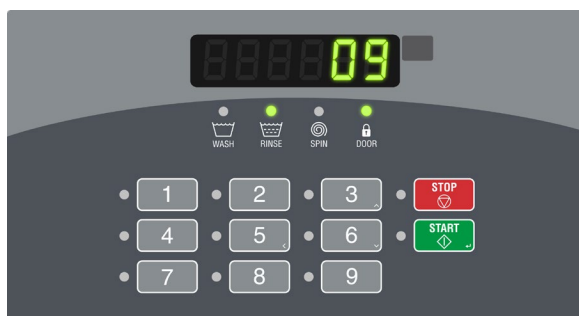 09
WASH RINSE SPIN DOOR
1 2 3 STOP
4 5 6 START
7 8 9